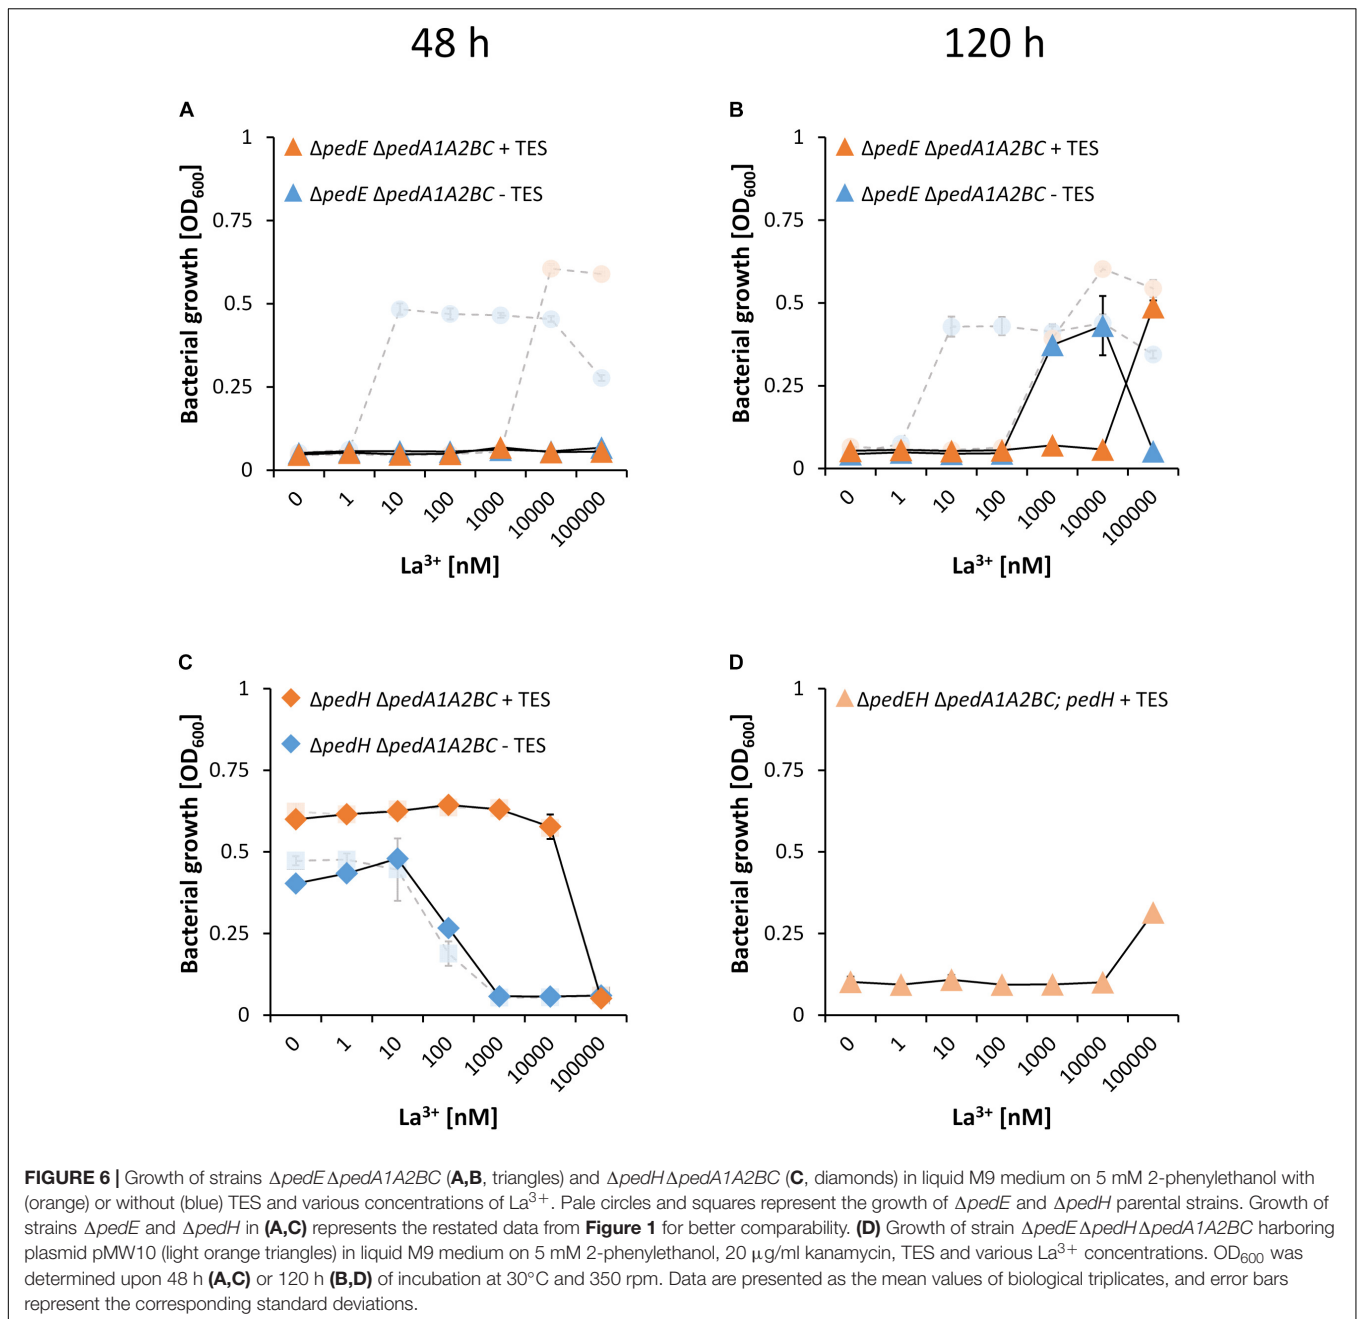 48 h
120 h
A
1
0.75
0.5
0.25
0
Bacterial growth [OD600]
ΔpedE ΔpedA1A2BC + TES
ΔpedE ΔpedA1A2BC - TES
0 1 10 100 1000 10000 100000
La³⁺ [nM]
B
1
0.75
0.5
0.25
0
Bacterial growth [OD600]
ΔpedE ΔpedA1A2BC + TES
ΔpedE ΔpedA1A2BC - TES
0 1 10 100 1000 10000 100000
La³⁺ [nM]
C
1
0.75
0.5
0.25
0
Bacterial growth [OD600]
ΔpedH ΔpedA1A2BC + TES
ΔpedH ΔpedA1A2BC - TES
0 1 10 100 1000 10000 100000
La³⁺ [nM]
D
1
0.75
0.5
0.25
0
Bacterial growth [OD600]
ΔpedEH ΔpedA1A2BC; pedH + TES
0 1 10 100 1000 10000 100000
La³⁺ [nM]
FIGURE 6 | Growth of strains ΔpedEΔpedA1A2BC (A,B, triangles) and ΔpedHΔpedA1A2BC (C, diamonds) in liquid M9 medium on 5 mM 2-phenylethanol with
(orange) or without (blue) TES and various concentrations of La³⁺. Pale circles and squares represent the growth of ΔpedE and ΔpedH parental strains. Growth of
strains ΔpedE and ΔpedH in (A,C) represents the restated data from Figure 1 for better comparability. (D) Growth of strain ΔpedEΔpedHΔpedA1A2BC harboring
plasmid pMW10 (light orange triangles) in liquid M9 medium on 5 mM 2-phenylethanol, 20 μg/ml kanamycin, TES and various La³⁺ concentrations. OD600 was
determined upon 48 h (A,C) or 120 h (B,D) of incubation at 30°C and 350 rpm. Data are presented as the mean values of biological triplicates, and error bars
represent the corresponding standard deviations.